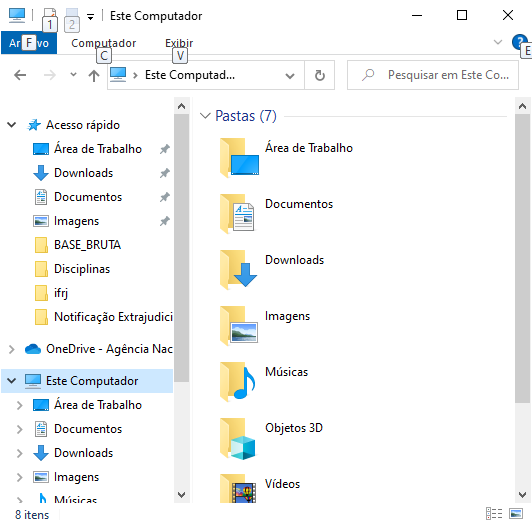 Este Computador
1
2
Arquivo
F
Computador
C
Exibir
V
E
Este Computad...
Pesquisar em Este Co...
Acesso rápido
Área de Trabalho
Downloads
Documentos
Imagens
BASE_BRUTA
Disciplinas
ifrj
Notificação Extrajudici
OneDrive - Agência Nac
Este Computador
Área de Trabalho
Documentos
Downloads
Imagens
Músicas
Pastas (7)
Área de Trabalho
Documentos
Downloads
Imagens
Músicas
Objetos 3D
Vídeos
8 itens